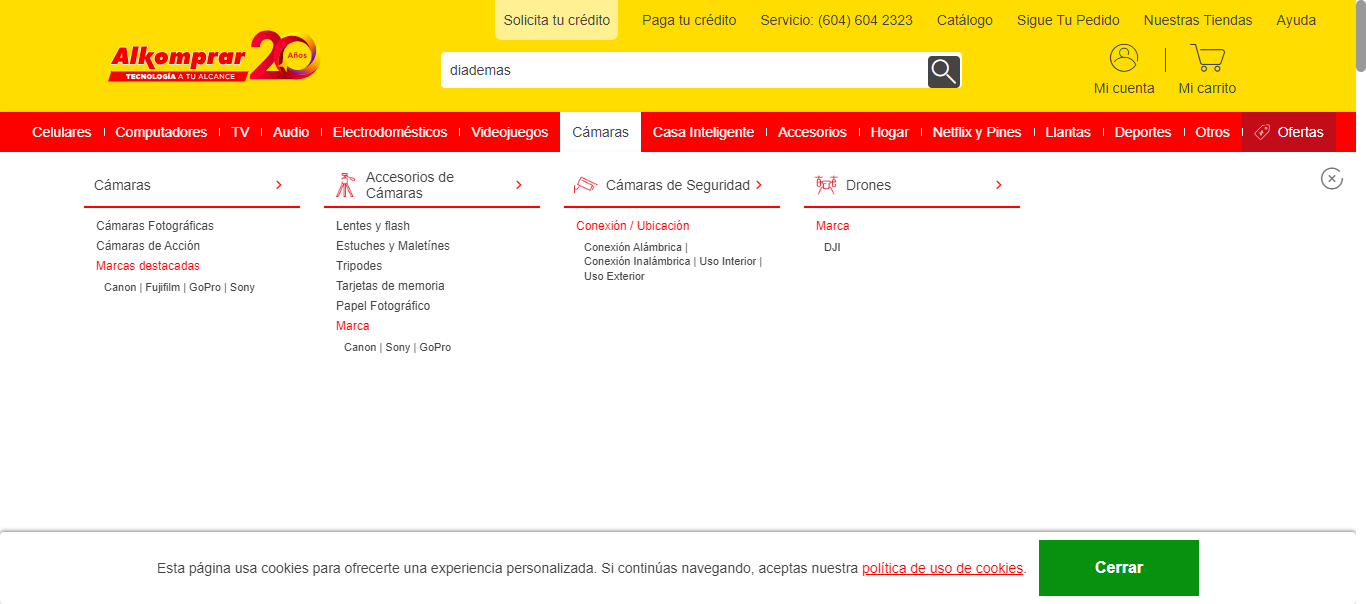 Solicita tu crédito Paga tu crédito Servicio: (604) 604 2323 Catálogo Sigue Tu Pedido Nuestras Tiendas Ayuda
Alkomprar 20 Años
TECNOLOGÍA A TU ALCANCE
diademas
Mi cuenta Mi carrito
Celulares Computadores TV Audio Electrodomésticos Videojuegos Cámaras Casa Inteligente Accesorios Hogar Netflix y Pines Llantas Deportes Otros Ofertas
Cámaras
Cámaras Fotográficas
Cámaras de Acción
Marcas destacadas
Canon | Fujifilm | GoPro | Sony
Accesorios de
Cámaras
Lentes y flash
Estuches y Maletínes
Tripodes
Tarjetas de memoria
Papel Fotográfico
Marca
Canon | Sony | GoPro
Cámaras de Seguridad
Conexión / Ubicación
Conexión Alámbrica |
Conexión Inalámbrica | Uso Interior |
Uso Exterior
Drones
Marca
DJI
Esta página usa cookies para ofrecerte una experiencia personalizada. Si continúas navegando, aceptas nuestra política de uso de cookies.
Cerrar